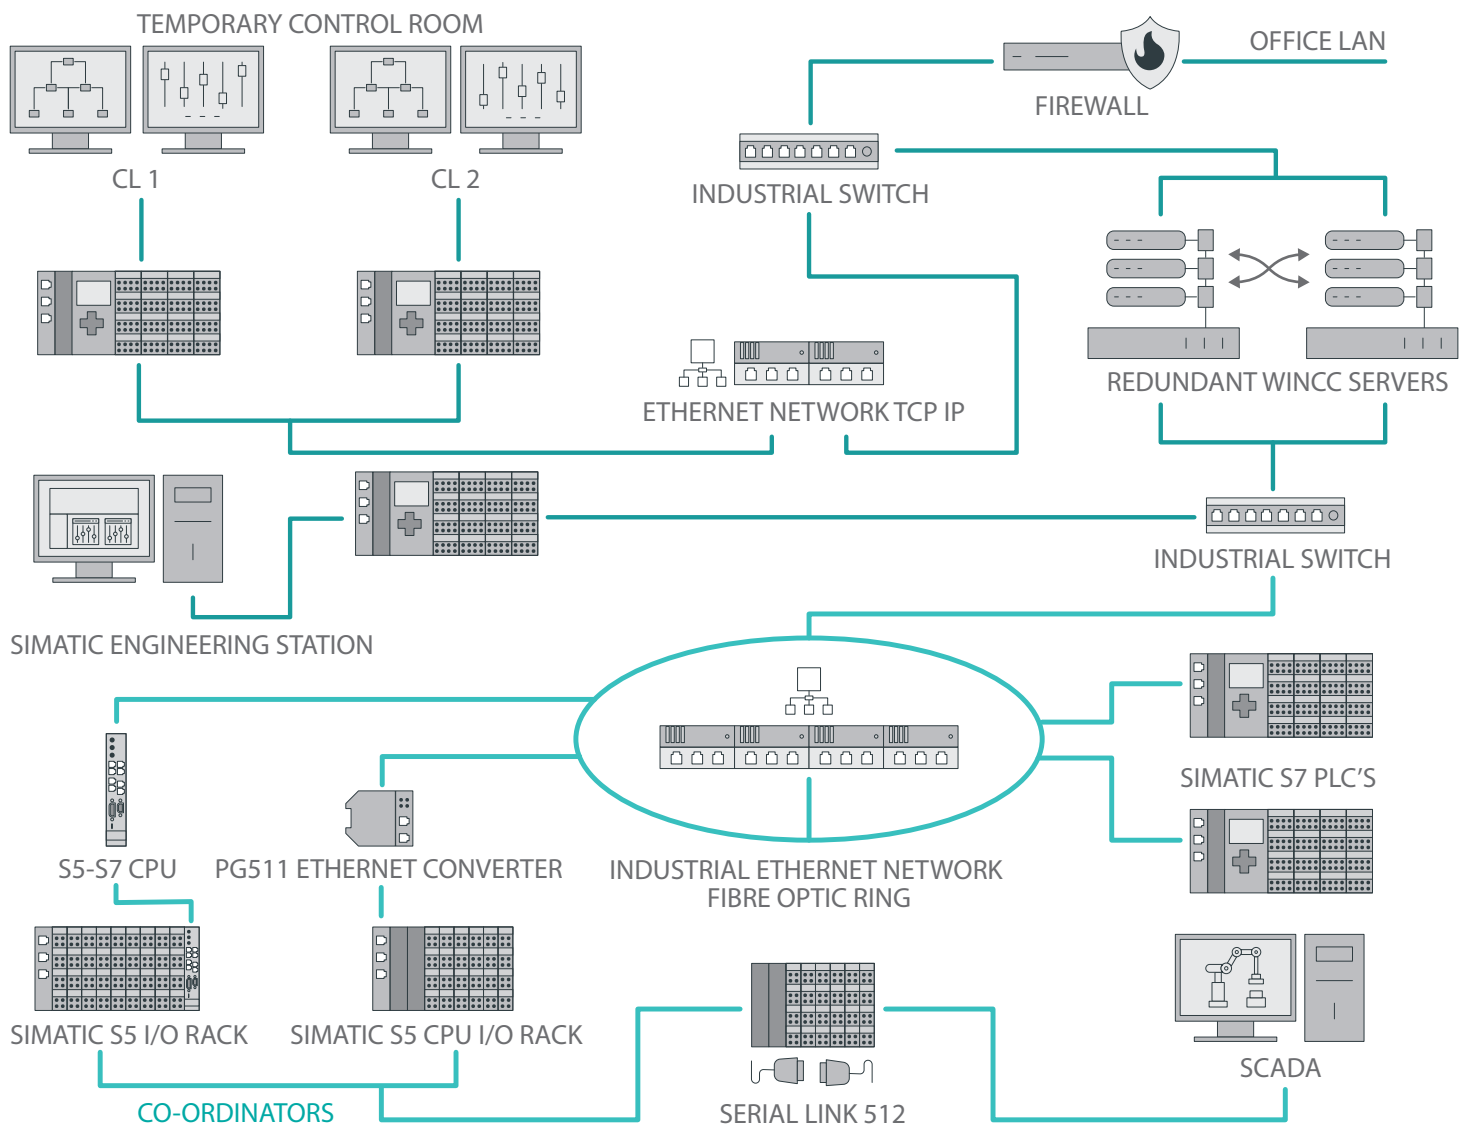 TEMPORARY CONTROL ROOM
OFFICE LAN
FIREWALL
CL 1
CL 2
INDUSTRIAL SWITCH
REDUNDANT WINCC SERVERS
ETHERNET NETWORK TCP IP
INDUSTRIAL SWITCH
SIMATIC ENGINEERING STATION
SIMATIC S7 PLC’S
S5-S7 CPU
PG511 ETHERNET CONVERTER
INDUSTRIAL ETHERNET NETWORK
FIBRE OPTIC RING
SIMATIC S5 I/O RACK
SIMATIC S5 CPU I/O RACK
SCADA
CO-ORDINATORS
SERIAL LINK 512